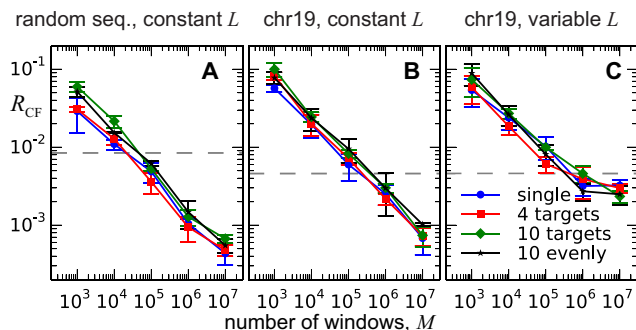 random seq., constant L
chr19, constant L
chr19, variable L
A
B
C
R_CF
10^-1
10^-2
10^-3
single
4 targets
10 targets
10 evenly
10^3 10^4 10^5 10^6 10^7
10^3 10^4 10^5 10^6 10^7
10^3 10^4 10^5 10^6 10^7
number of windows, M